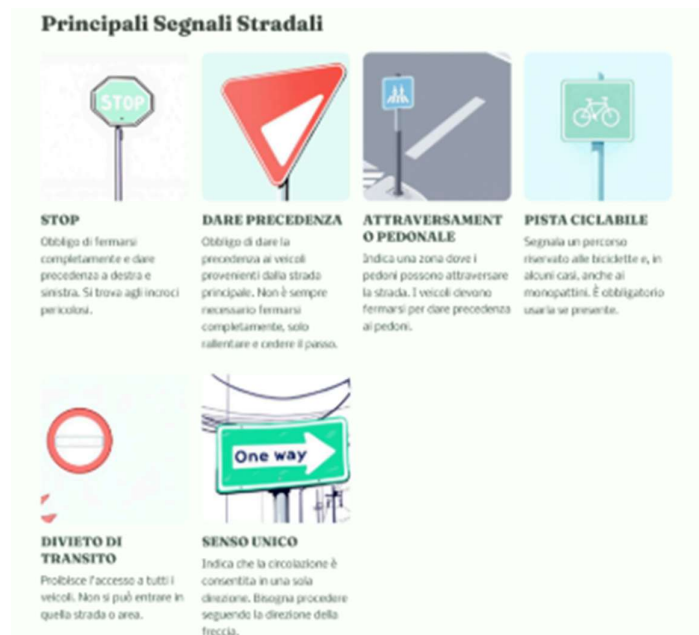 Principali Segnali Stradali
STOP
STOP
Obbligo di fermarsi
completamente e dare
precedenza a destra e
sinistra. Si trova agli incroci
pericolosi.
DARE PRECEDENZA
Obbligo di dare la
precedenza ai veicoli
provenienti dalla strada
principale. Non è sempre
necessario fermarsi
completamente, solo
rallentare e cedere il passo.
ATTRAVERSAMENT
O PEDONALE
Indica una zona dove i
pedoni possono attraversare
la strada. I veicoli devono
fermarsi per dare precedenza
ai pedoni.
PISTA CICLABILE
Segnala un percorso
riservato alle biciclette e, in
alcuni casi, anche ai
monopattini. È obbligatorio
usarla se presente.
DIVIETO DI
TRANSITO
Proibisce l'accesso a tutti i
veicoli. Non si può entrare in
quella strada o area.
One way
SENSO UNICO
Indica che la circolazione è
consentita in una sola
direzione. Bisogna procedere
seguendo la direzione della
freccia.